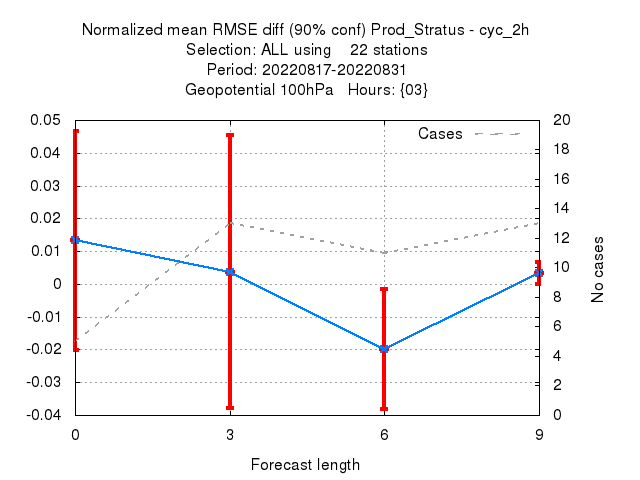 Normalized mean RMSE diff (90% conf) Prod_Stratus - cyc_2h
Selection: ALL using    22 stations
Period: 20220817-20220831
Geopotential 100hPa   Hours: {03}
0.05
0.04
0.03
0.02
0.01
0
-0.01
-0.02
-0.03
-0.04
Cases
20
18
16
14
12
10
8
6
4
2
0
No cases
0 3 6 9
Forecast length